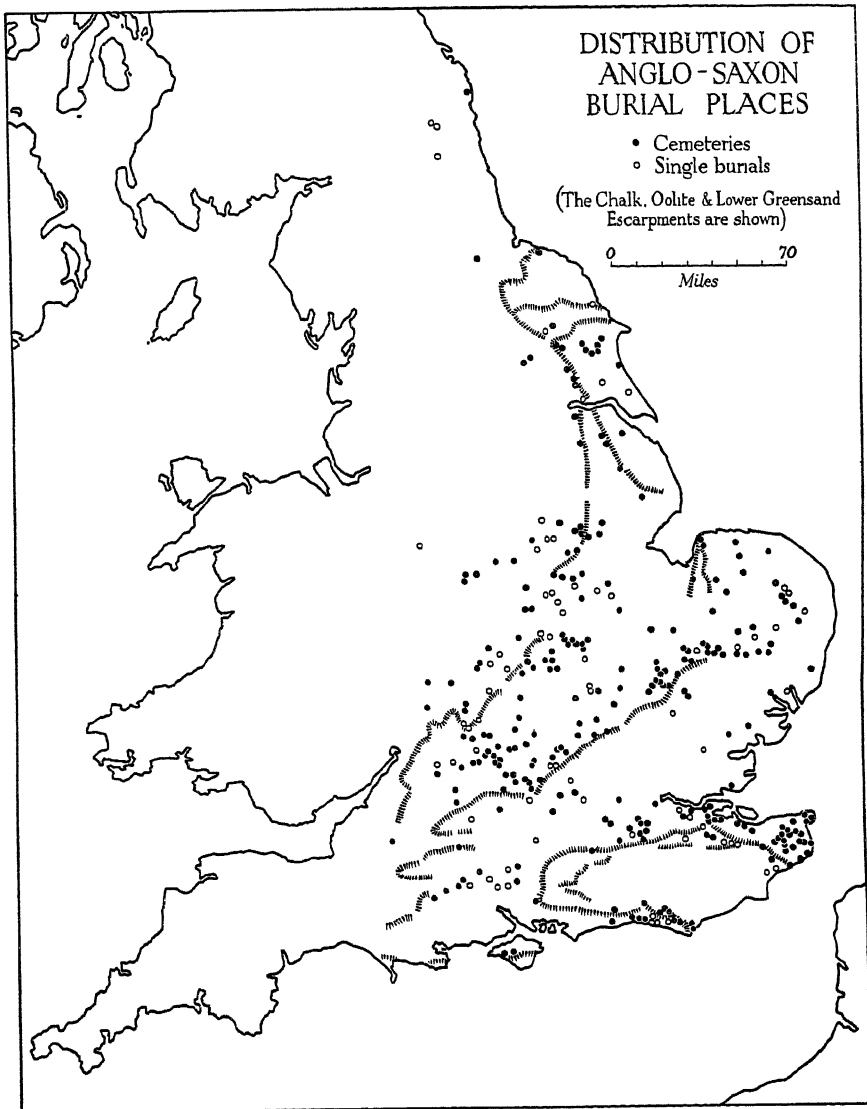 DISTRIBUTION OF
ANGLO-SAXON
BURIAL PLACES
Cemeteries
Single burials
(The Chalk, Oolite & Lower Greensand
Escarpments are shown)
0 70
Miles